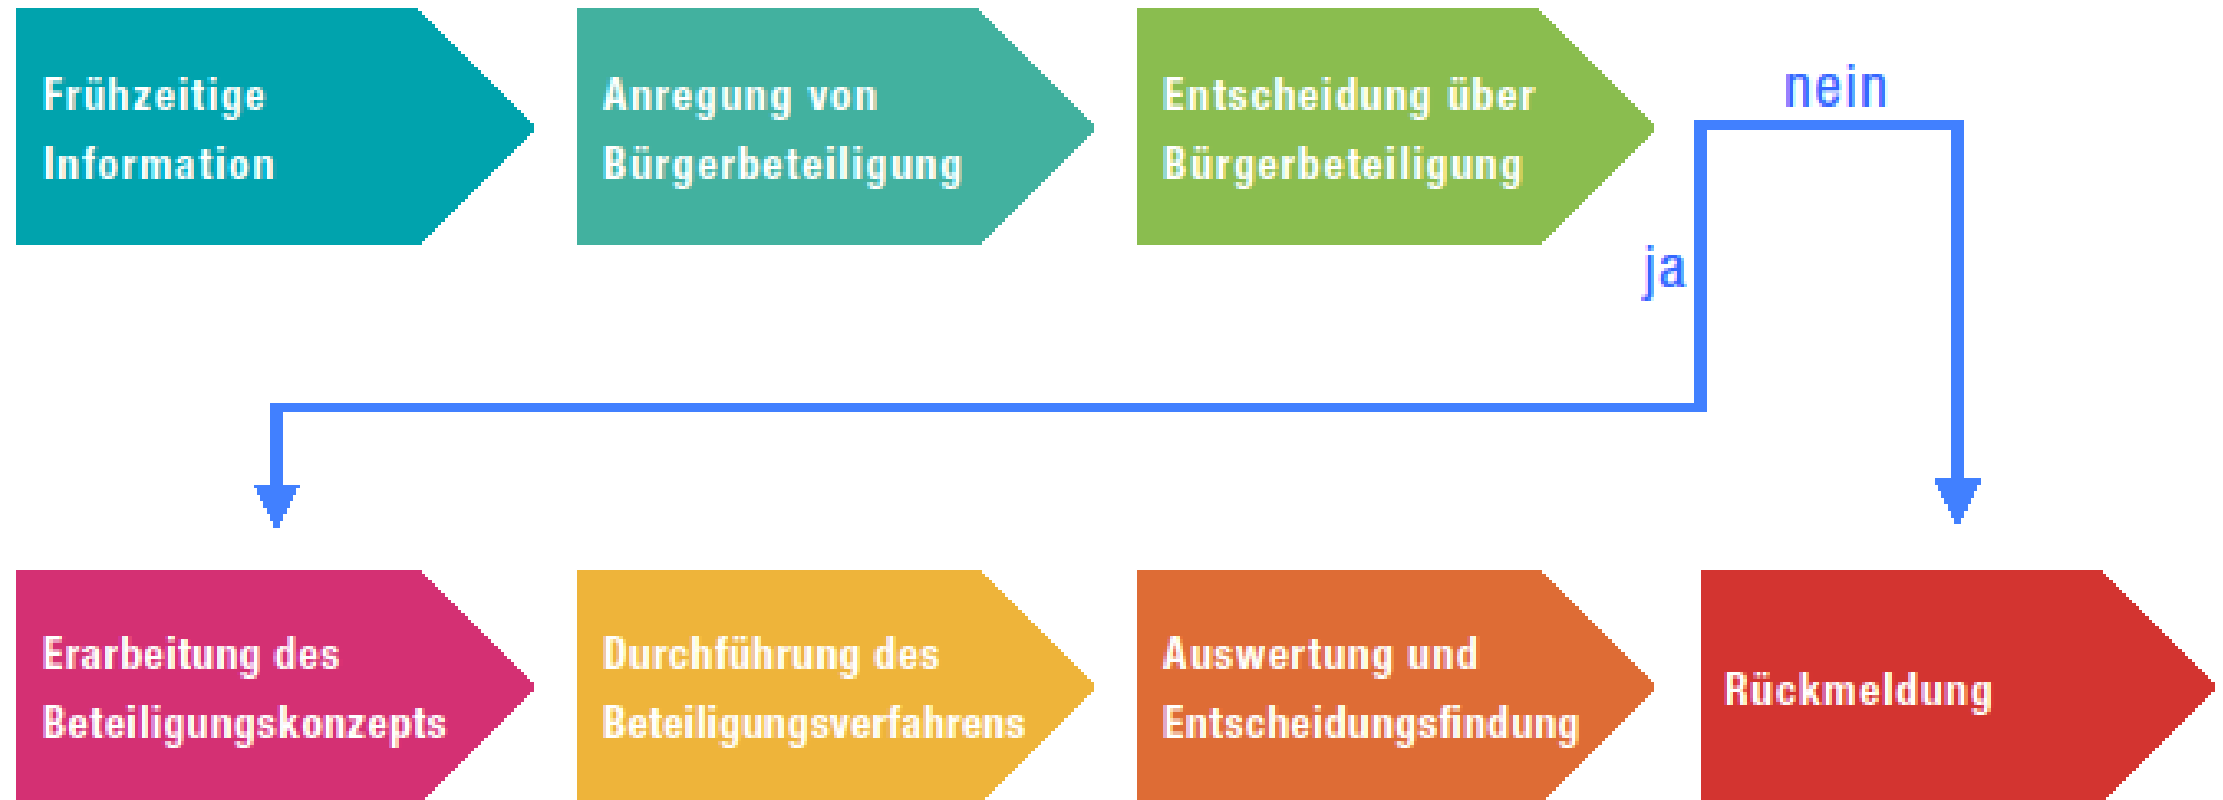 Frühzeitige
Information
Anregung von
Bürgerbeteiligung
Entscheidung über
Bürgerbeteiligung
nein
ja
Erarbeitung des
Beteiligungskonzepts
Durchführung des
Beteiligungsverfahrens
Auswertung und
Entscheidungsfindung
Rückmeldung